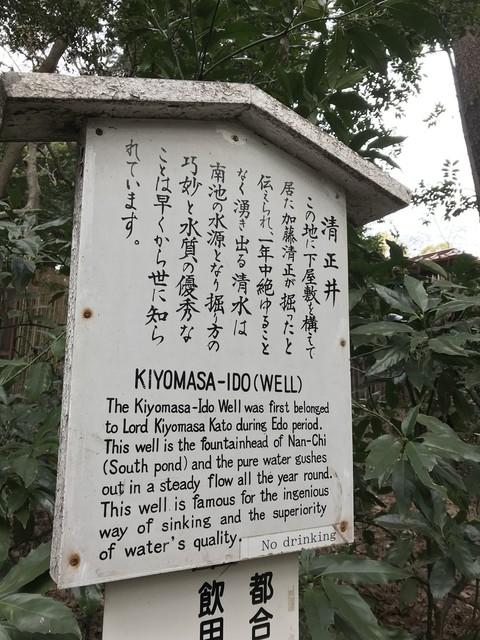 清正井
この地に下屋敷を構えて
居た加藤清正が掘ったと
伝えられ、一年中絶ゆること
なく湧き出る清水は
南池の水源となり掘り方の
巧妙と水質の優秀な
ことは早くから世に知ら
れています。
KIYOMASA-IDO (WELL)
The Kiyomasa-Ido Well was first belonged
to Lord Kiyomasa Kato during Edo period.
This well is the fountainhead of Nan-Chi
(South pond) and the pure water gushes
out in a steady flow all the year round.
This well is famous for the ingenious
way of sinking and the superiority
of water's quality.
No drinking
都合
飲用